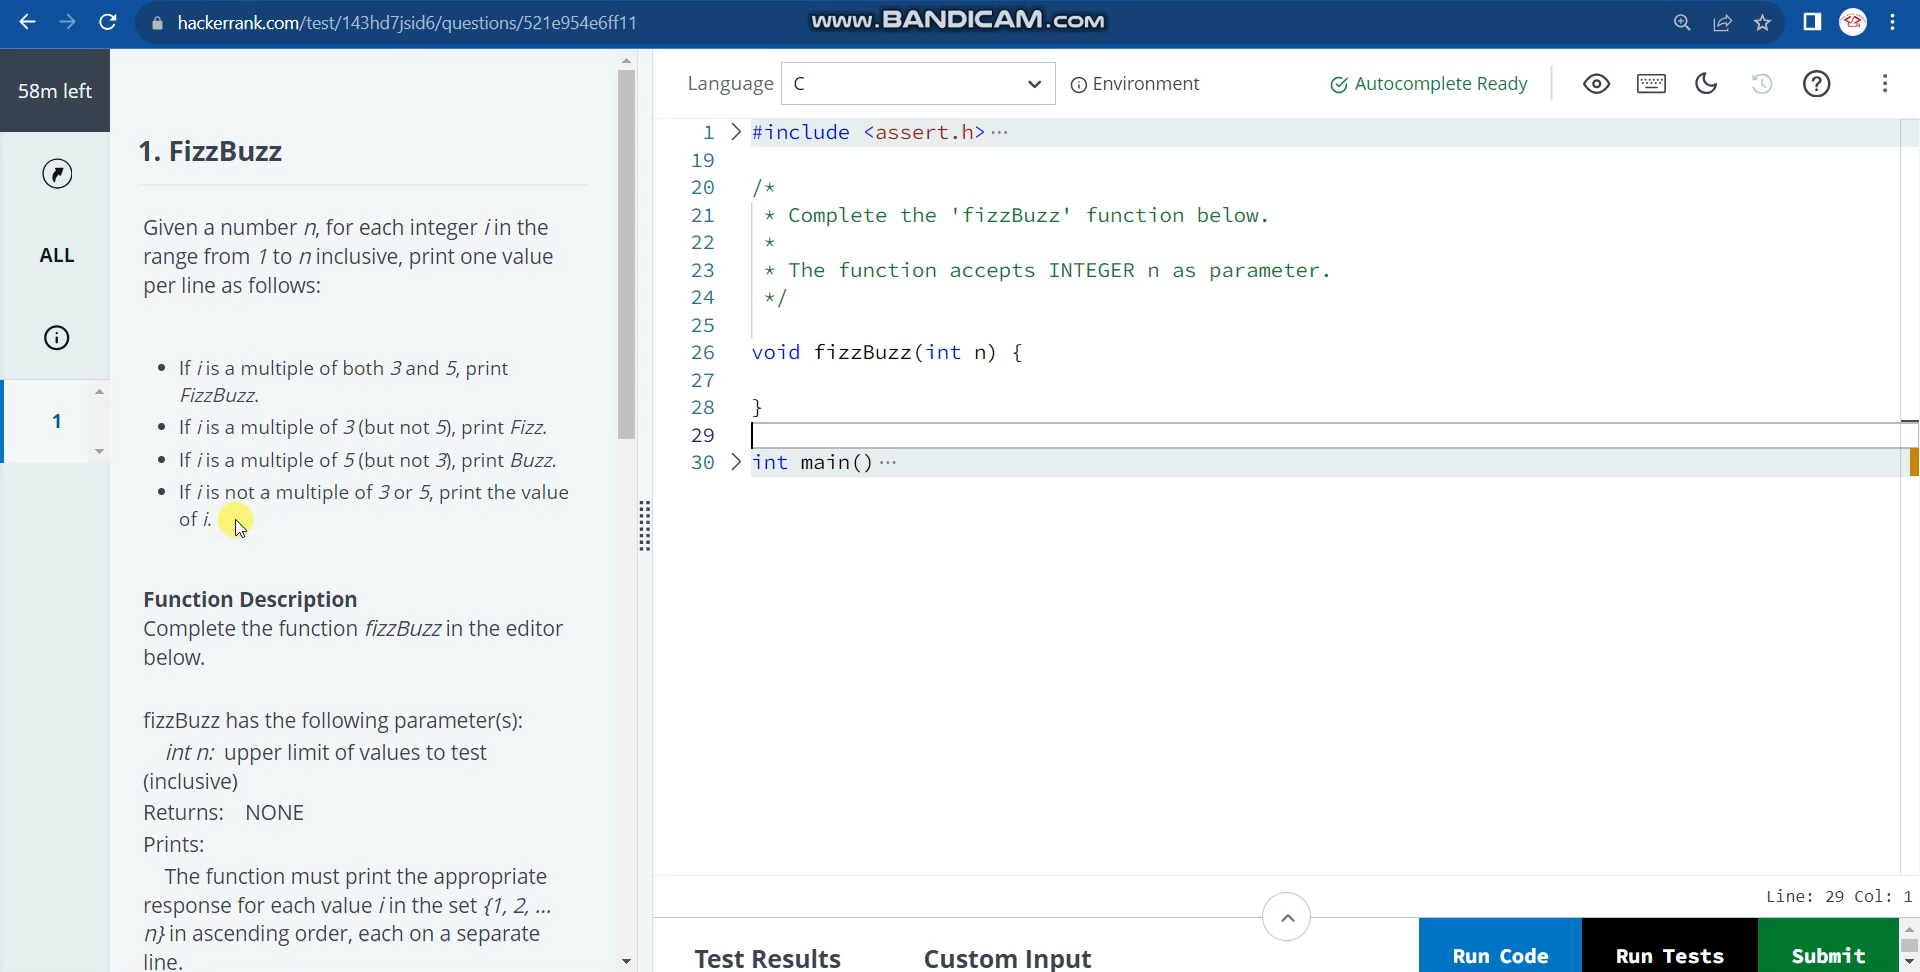 hackerrank.com/test/143hd7jsid6/questions/521e954e6ff11
www.BANDICAM.com
58m left
ALL
1
1. FizzBuzz
Given a number n, for each integer i in the
range from 1 to n inclusive, print one value
per line as follows:
• If i is a multiple of both 3 and 5, print
FizzBuzz.
• If i is a multiple of 3 (but not 5), print Fizz.
• If i is a multiple of 5 (but not 3), print Buzz.
• If i is not a multiple of 3 or 5, print the value
of i.
Function Description
Complete the function fizzBuzz in the editor
below.
fizzBuzz has the following parameter(s):
int n: upper limit of values to test
(inclusive)
Returns: NONE
Prints:
The function must print the appropriate
response for each value i in the set {1, 2, ...
n} in ascending order, each on a separate
line.
Language C Environment Autocomplete Ready
1 #include <assert.h>···
19
20 /*
21 * Complete the 'fizzBuzz' function below.
22 *
23 * The function accepts INTEGER n as parameter.
24 */
25
26 void fizzBuzz(int n) {
27
28 }
29
30 int main()···
Line: 29 Col: 1
Test Results Custom Input Run Code Run Tests Submit